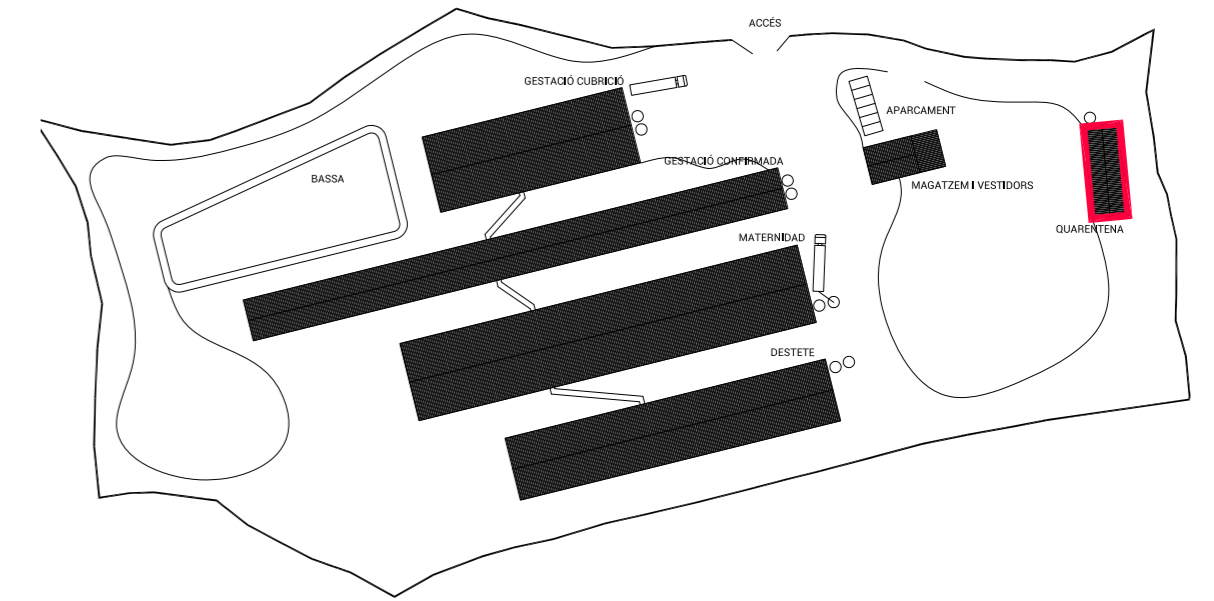 ACCÉS
GESTACIÓ CUBRICIÓ
APARCAMENT
GESTACIÓ CONFIRMADA
BASSA
MAGATZEM I VESTIDORS
QUARENTENA
MATERNIDAD
DESTETE